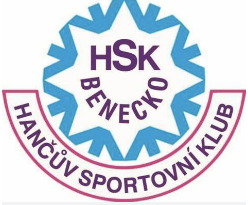 HSK
BENECKO
HANČŮV SPORTOVNÍ KLUB